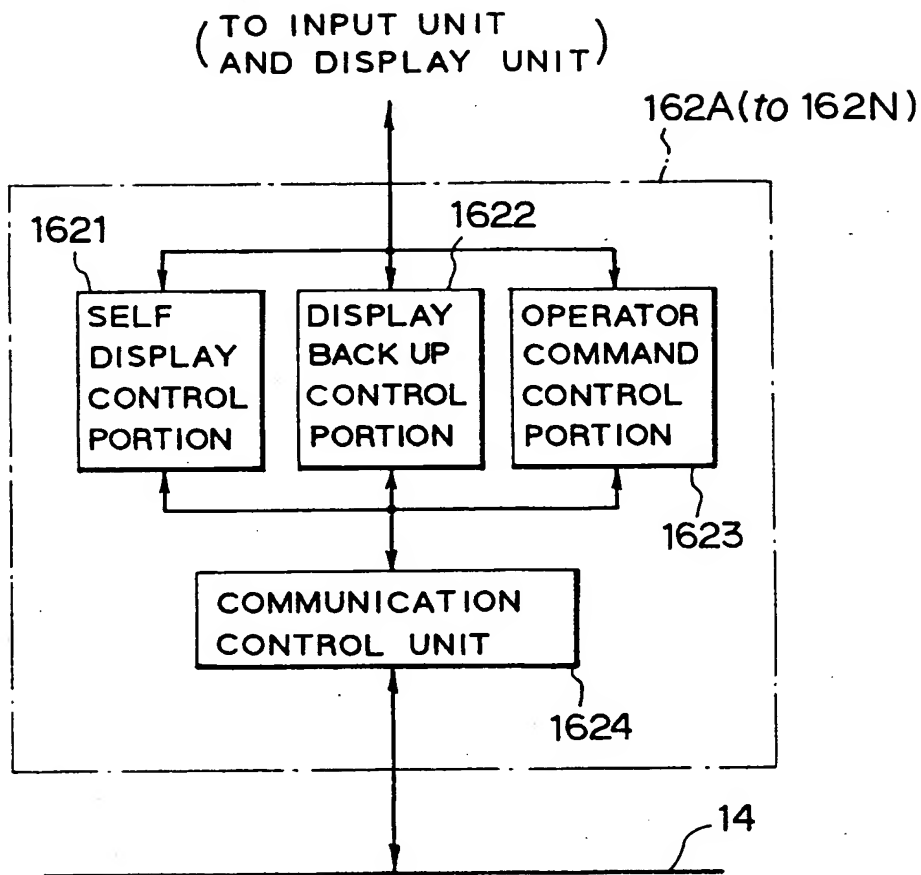 (TO INPUT UNIT
AND DISPLAY UNIT)
162A (to 162N)
1621
1622
SELF
DISPLAY
CONTROL
PORTION
DISPLAY
BACK UP
CONTROL
PORTION
OPERATOR
COMMAND
CONTROL
PORTION
1623
COMMUNICATION
CONTROL UNIT
1624
14